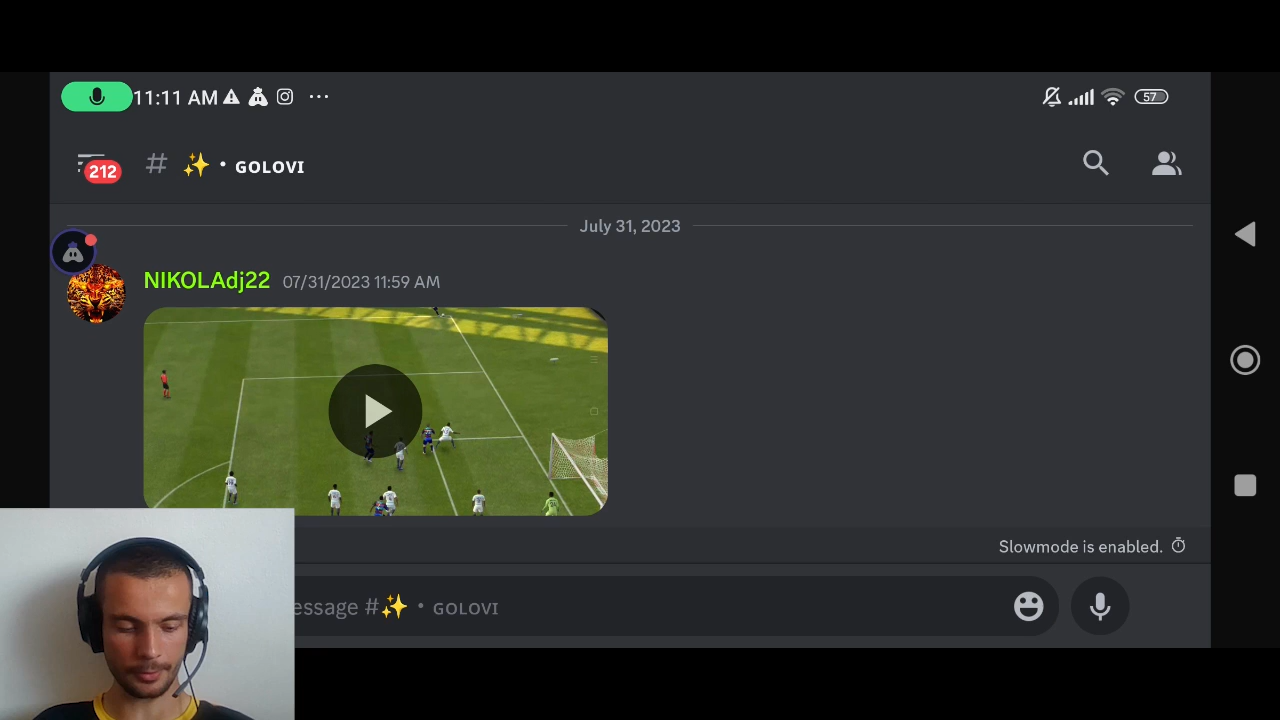 11:11 AM
57
212
# ✨ • GOLOVI
July 31, 2023
NIKOLAdj22 07/31/2023 11:59 AM
Slowmode is enabled.
essage #✨ • GOLOVI